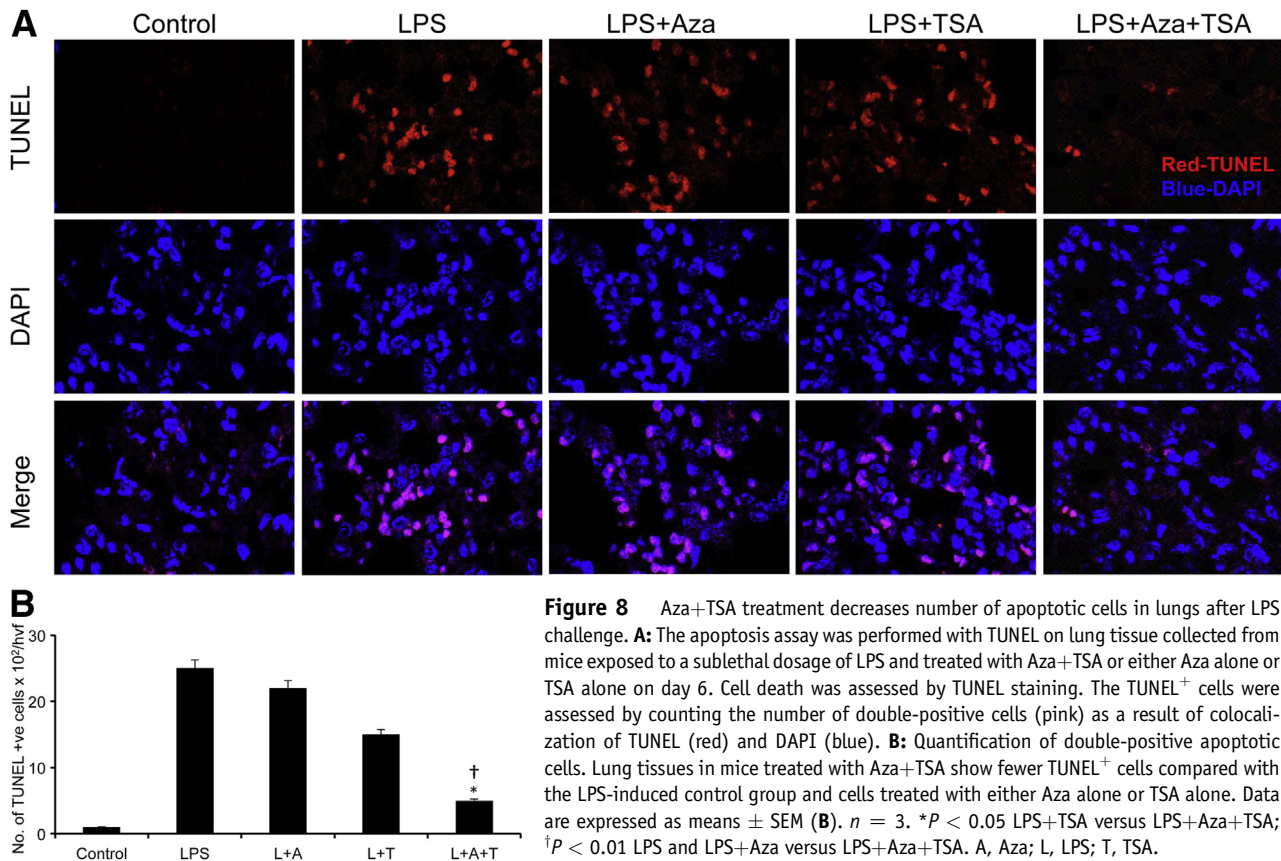 A
Control LPS LPS+Aza LPS+TSA LPS+Aza+TSA
TUNEL
Red-TUNEL
Blue-DAPI
DAPI
Merge
B
No. of TUNEL +ve cells x 10²/hvf
30
20
10
0
†
*
Control LPS L+A L+T L+A+T
Figure 8 Aza+TSA treatment decreases number of apoptotic cells in lungs after LPS
challenge. A: The apoptosis assay was performed with TUNEL on lung tissue collected from
mice exposed to a sublethal dosage of LPS and treated with Aza+TSA or either Aza alone or
TSA alone on day 6. Cell death was assessed by TUNEL staining. The TUNEL⁺ cells were
assessed by counting the number of double-positive cells (pink) as a result of colocali-
zation of TUNEL (red) and DAPI (blue). B: Quantification of double-positive apoptotic
cells. Lung tissues in mice treated with Aza+TSA show fewer TUNEL⁺ cells compared with
the LPS-induced control group and cells treated with either Aza alone or TSA alone. Data
are expressed as means ± SEM (B). n = 3. *P < 0.05 LPS+TSA versus LPS+Aza+TSA;
†P < 0.01 LPS and LPS+Aza versus LPS+Aza+TSA. A, Aza; L, LPS; T, TSA.